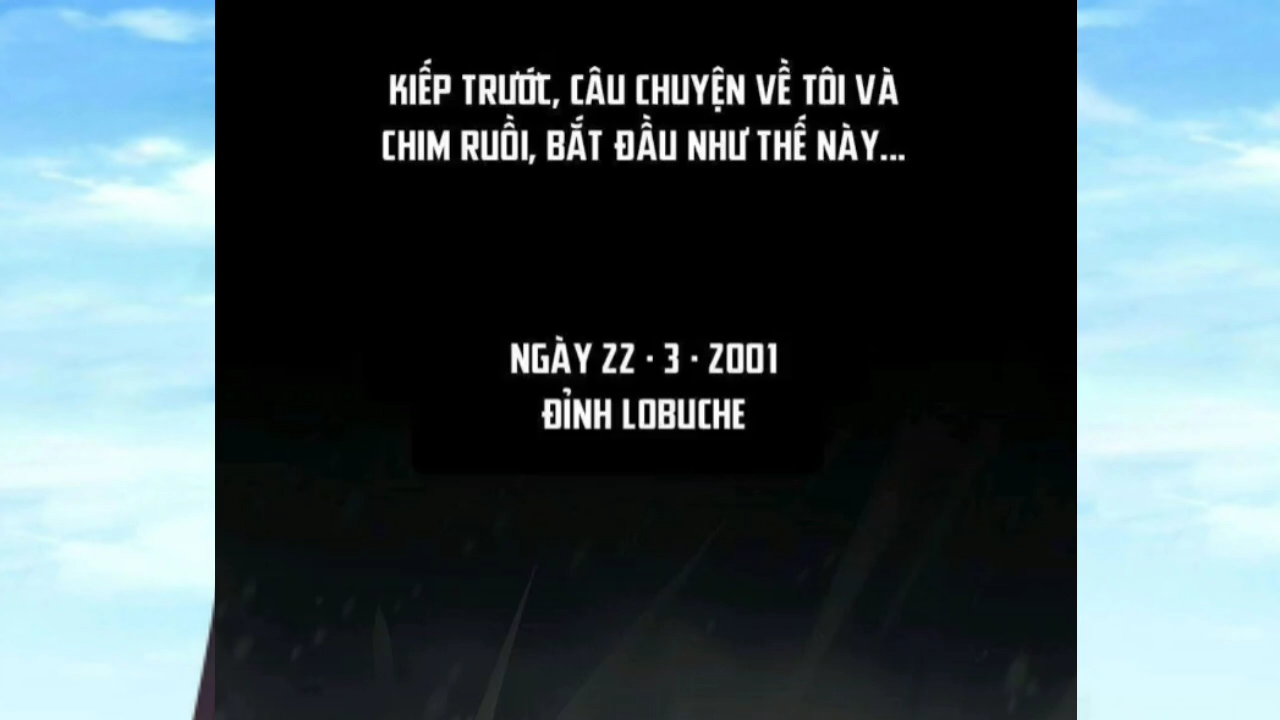 KIẾP TRƯỚC, CÂU CHUYỆN VỀ TÔI VÀ
CHIM RUỒI, BẮT ĐẦU NHƯ THẾ NÀY...
NGÀY 22 · 3 · 2001
ĐỈNH LOBUCHE